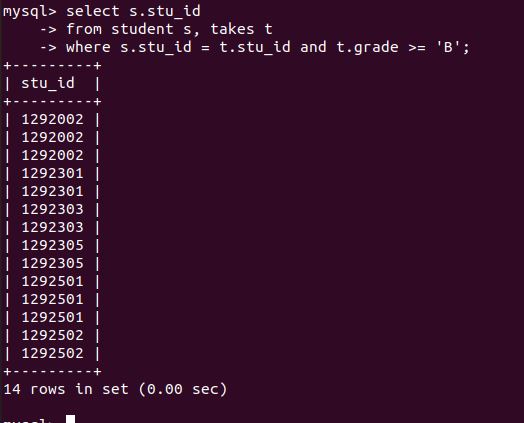 mysql> select s.stu_id
    -> from student s, takes t
    -> where s.stu_id = t.stu_id and t.grade >= 'B';
+---------+
| stu_id  |
+---------+
| 1292002 |
| 1292002 |
| 1292002 |
| 1292301 |
| 1292301 |
| 1292303 |
| 1292303 |
| 1292305 |
| 1292305 |
| 1292501 |
| 1292501 |
| 1292501 |
| 1292502 |
| 1292502 |
+---------+
14 rows in set (0.00 sec)

mysql>